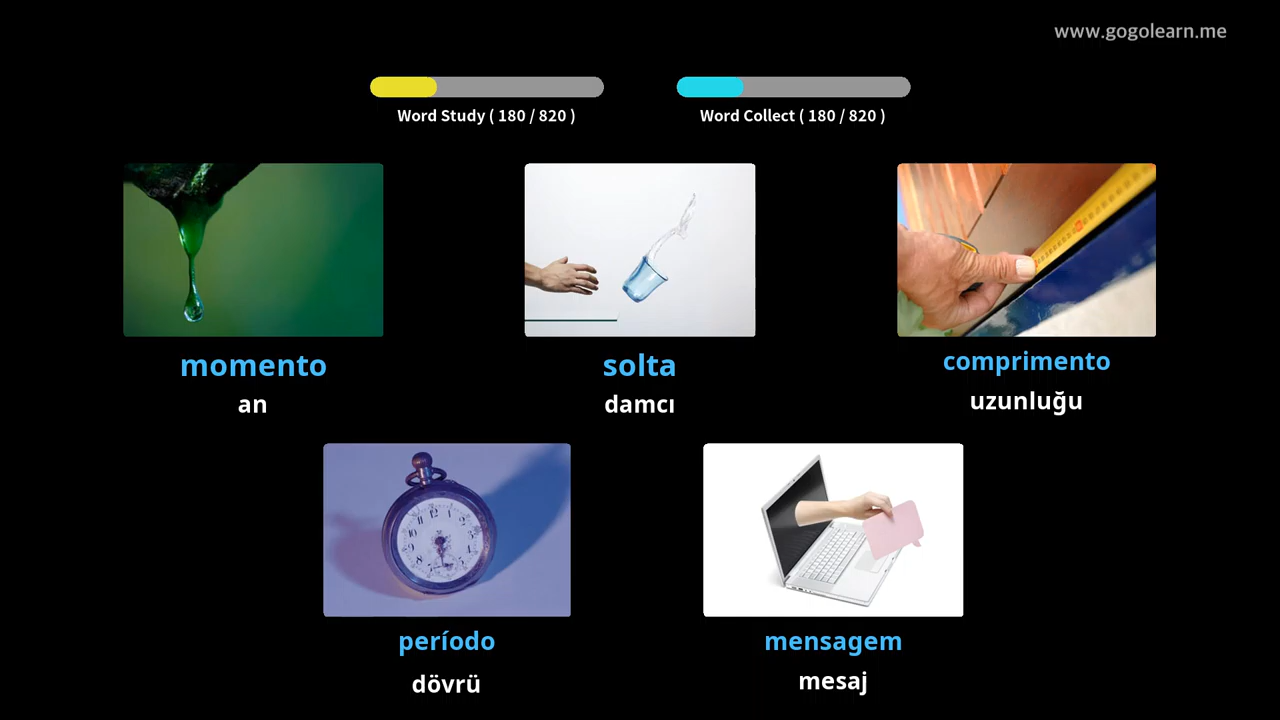 www.gogolearn.me
Word Study ( 180 / 820 )
Word Collect ( 180 / 820 )
momento
an
solta
damcı
comprimento
uzunluğu
período
dövrü
mensagem
mesaj